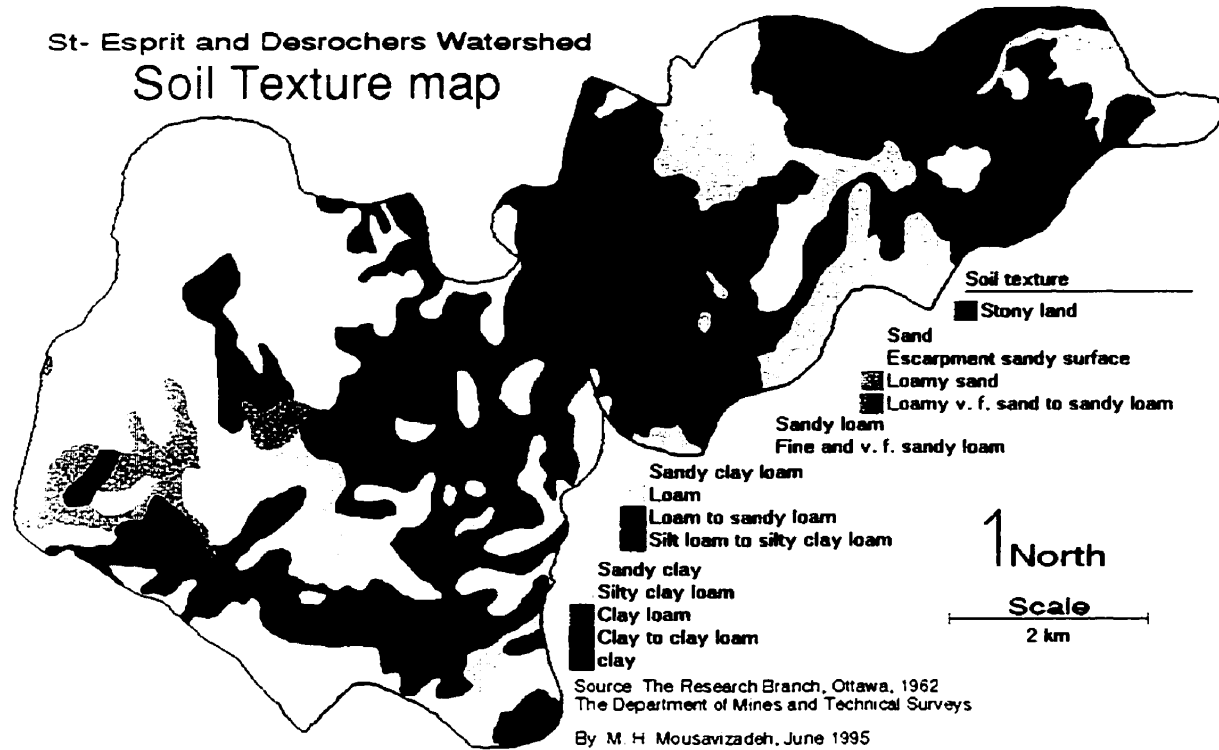 St- Esprit and Desrochers Watershed
Soil Texture map
Soil texture
Stony land
Sand
Escarpment sandy surface
Loamy sand
Loamy v. f. sand to sandy loam
Sandy loam
Fine and v. f. sandy loam
Sandy clay loam
Loam
Loam to sandy loam
Silt loam to silty clay loam
Sandy clay
Silty clay loam
Clay loam
Clay to clay loam
clay
North
Scale
2 km
Source The Research Branch, Ottawa, 1962
The Department of Mines and Technical Surveys
By M. H Mousavizadeh, June 1995